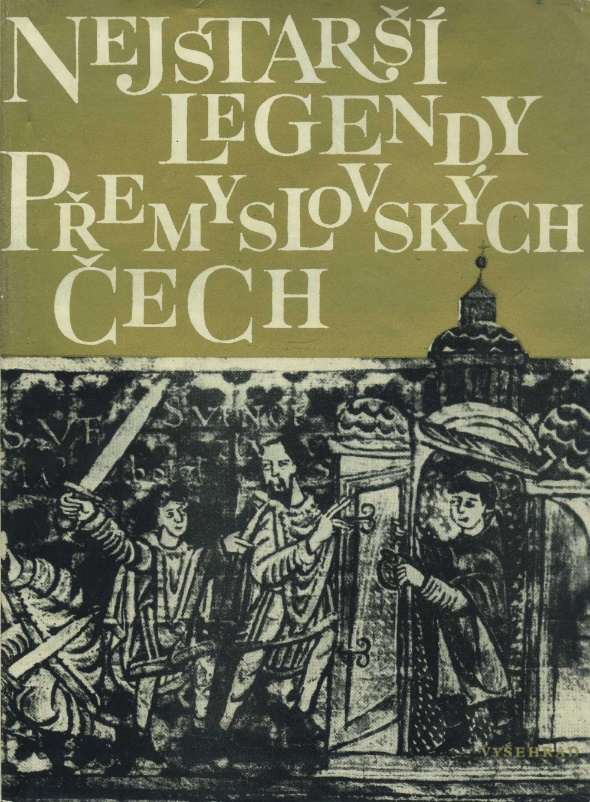 NEJSTARŠÍ
LEGENDY
PŘEMYSLOVSKÝCH
ČECH
VYŠEHRAD